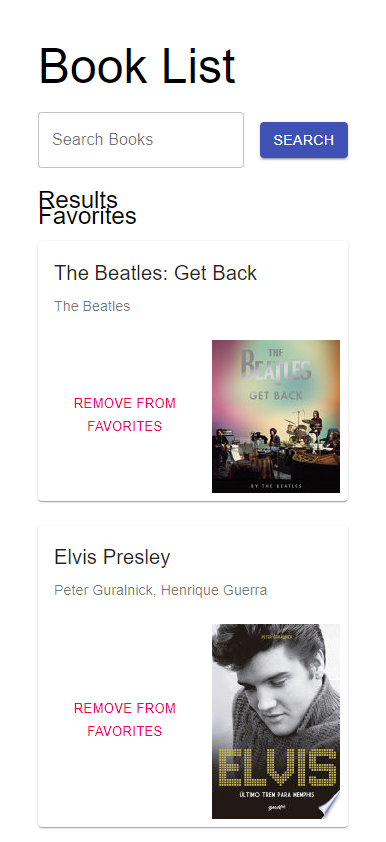 Book List
Search Books
SEARCH
Results
Favorites
The Beatles: Get Back
The Beatles
REMOVE FROM
FAVORITES
THE
BEATLES
GET BACK
BY THE BEATLES
Elvis Presley
Peter Guralnick, Henrique Guerra
REMOVE FROM
FAVORITES
PETER GURALNICK
ELVIS
ÚLTIMO TREM PARA MEMPHIS